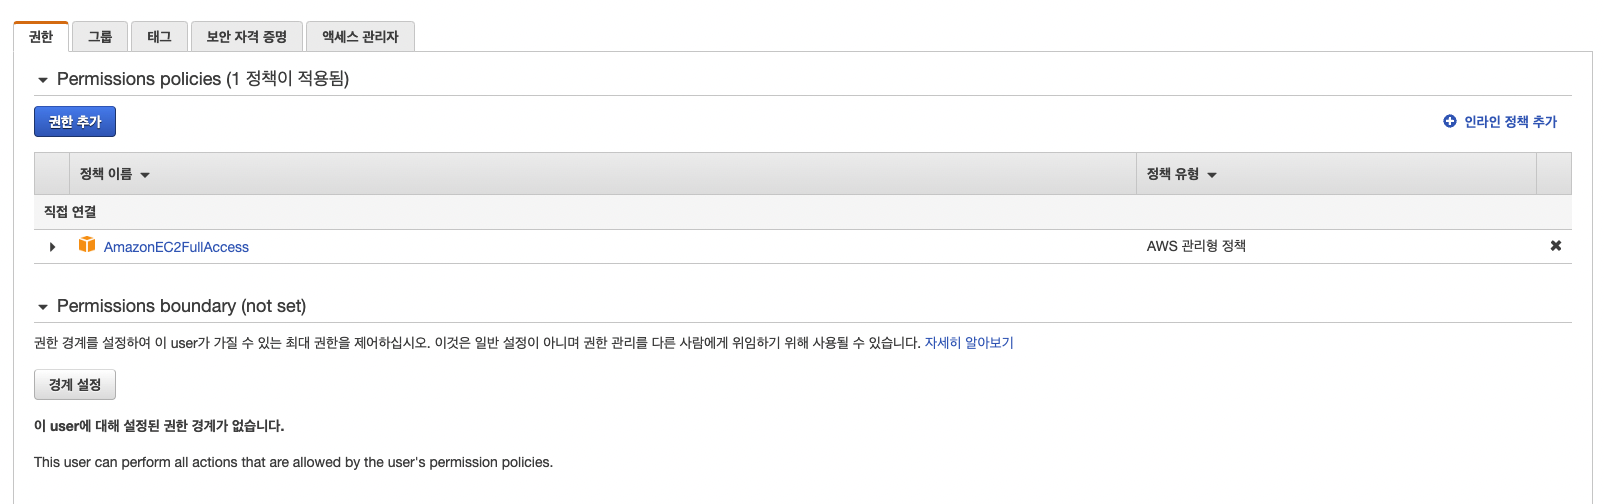 권한 그룹 태그 보안 자격 증명 액세스 관리자
Permissions policies (1 정책이 적용됨)
권한 추가 인라인 정책 추가
정책 이름 정책 유형
직접 연결
AmazonEC2FullAccess AWS 관리형 정책
Permissions boundary (not set)
권한 경계를 설정하여 이 user가 가질 수 있는 최대 권한을 제어하십시오. 이것은 일반 설정이 아니며 권한 관리를 다른 사람에게 위임하기 위해 사용될 수 있습니다. 자세히 알아보기
경계 설정
이 user에 대해 설정된 권한 경계가 없습니다.
This user can perform all actions that are allowed by the user's permission policies.